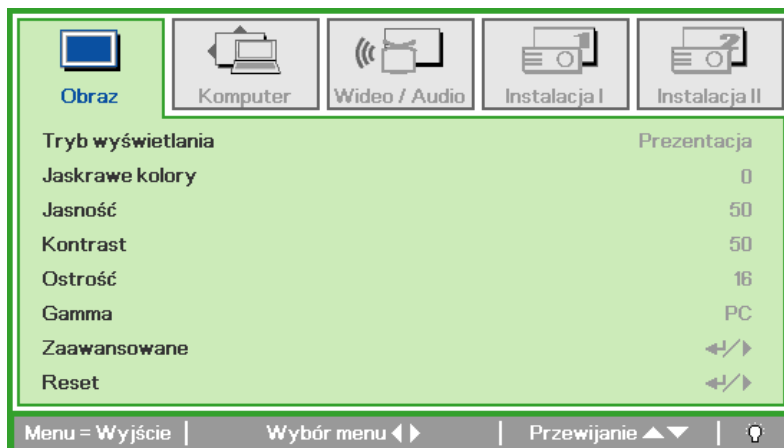 Obraz
Komputer
Wideo / Audio
Instalacja I
Instalacja II
Tryb wyświetlania Prezentacja
Jaskrawe kolory 0
Jasność 50
Kontrast 50
Ostrość 16
Gamma PC
Zaawansowane
Reset
Menu = Wyjście | Wybór menu | Przewijanie |